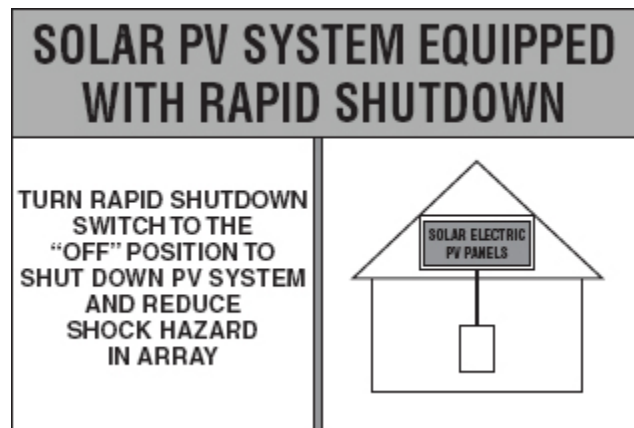 SOLAR PV SYSTEM EQUIPPED
WITH RAPID SHUTDOWN
TURN RAPID SHUTDOWN
SWITCH TO THE
“OFF” POSITION TO
SHUT DOWN PV SYSTEM
AND REDUCE
SHOCK HAZARD
IN ARRAY
SOLAR ELECTRIC
PV PANELS